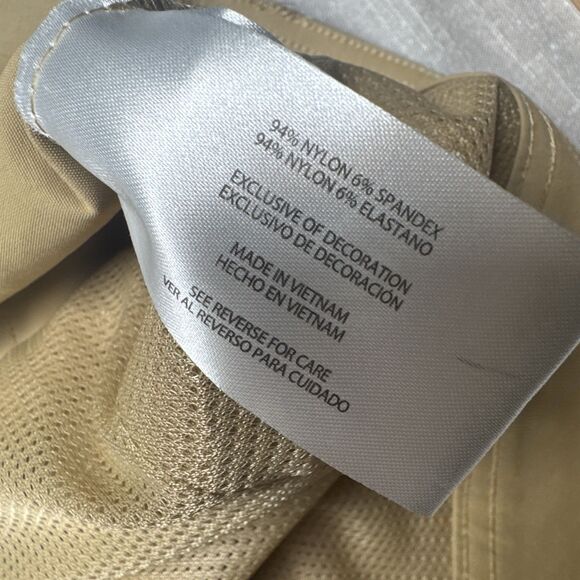 94% NYLON 6% SPANDEX
94% NYLON 6% ELASTANO
EXCLUSIVE OF DECORATION
EXCLUSIVO DE DECORACIÓN
MADE IN VIETNAM
HECHO EN VIETNAM
SEE REVERSE FOR CARE
VER AL REVERSO PARA CUIDADO